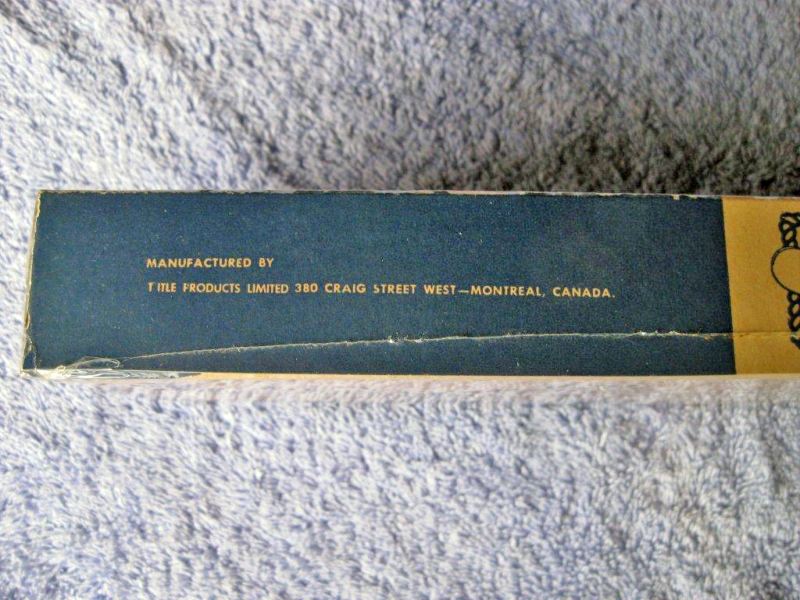 MANUFACTURED BY
TITLE PRODUCTS LIMITED 380 CRAIG STREET WEST—MONTREAL, CANADA.